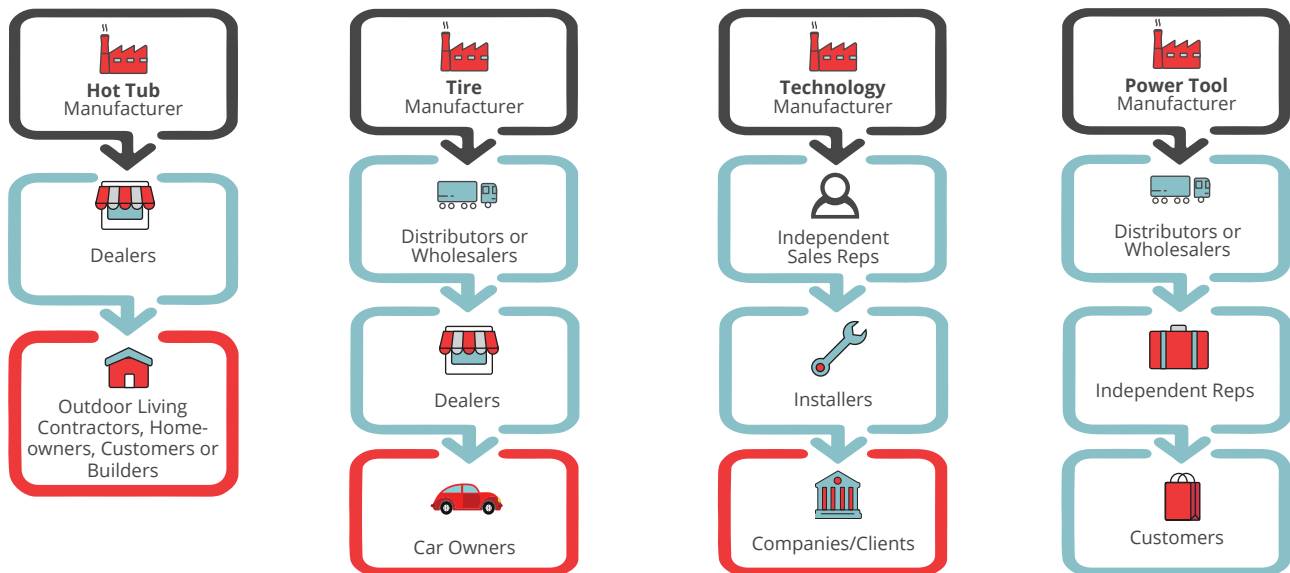 Hot Tub
Manufacturer
Dealers
Outdoor Living
Contractors, Home-
owners, Customers or
Builders
Tire
Manufacturer
Distributors or
Wholesalers
Dealers
Car Owners
Technology
Manufacturer
Independent
Sales Reps
Installers
Companies/Clients
Power Tool
Manufacturer
Distributors or
Wholesalers
Independent Reps
Customers